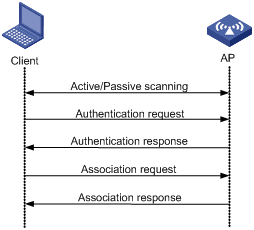 Client
AP
Active/Passive scanning
Authentication request
Authentication response
Association request
Association response